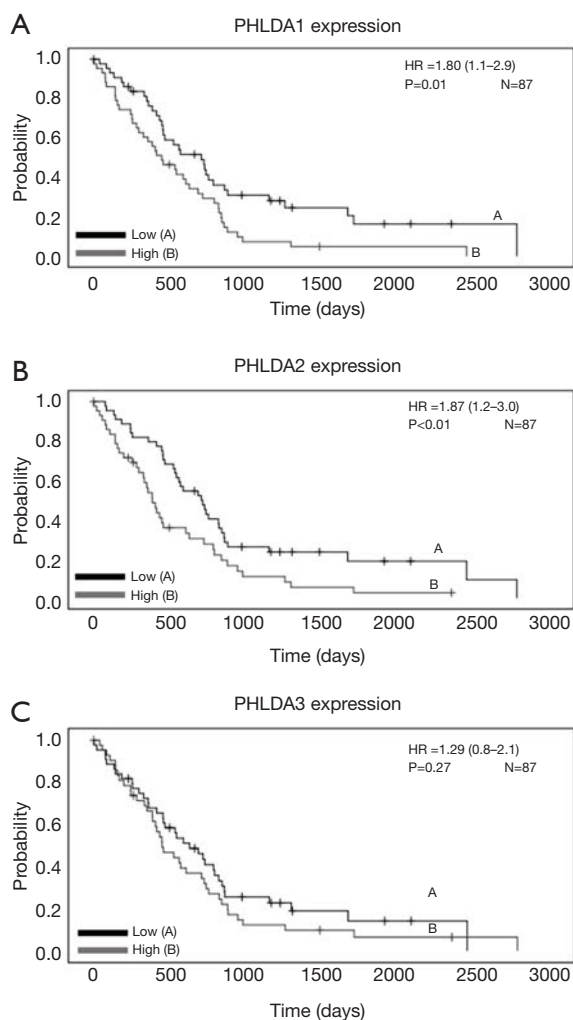 A
PHLDA1 expression
HR =1.80 (1.1–2.9)
P=0.01 N=87
1.0
0.8
0.6
0.4
0.2
0.0
Probability
A
B
Low (A)
High (B)
0 500 1000 1500 2000 2500 3000
Time (days)
B
PHLDA2 expression
HR =1.87 (1.2–3.0)
P<0.01 N=87
1.0
0.8
0.6
0.4
0.2
0.0
Probability
A
B
Low (A)
High (B)
0 500 1000 1500 2000 2500 3000
Time (days)
C
PHLDA3 expression
HR =1.29 (0.8–2.1)
P=0.27 N=87
1.0
0.8
0.6
0.4
0.2
0.0
Probability
A
B
Low (A)
High (B)
0 500 1000 1500 2000 2500 3000
Time (days)